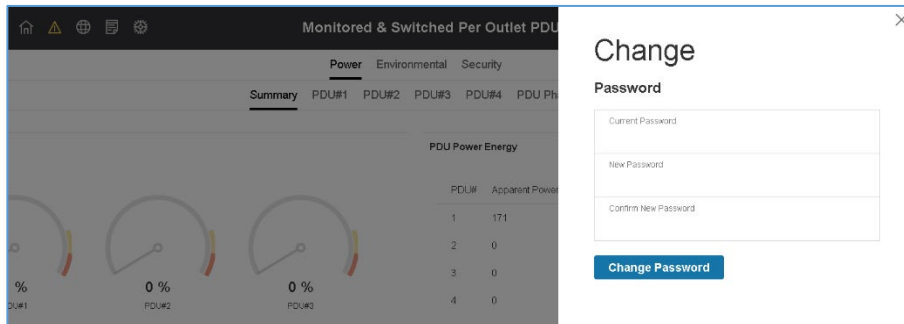 Monitored & Switched Per Outlet PDU
Power Environmental Security
Summary PDU#1 PDU#2 PDU#3 PDU#4 PDU Ph
PDU Power Energy
PDU# Apparent Power
1 171
2 0
3 0
4 0
% 0 % 0 %
DU#1 PDU#2 PDU#3
Change
Password
Current Password
New Password
Confirm New Password
Change Password